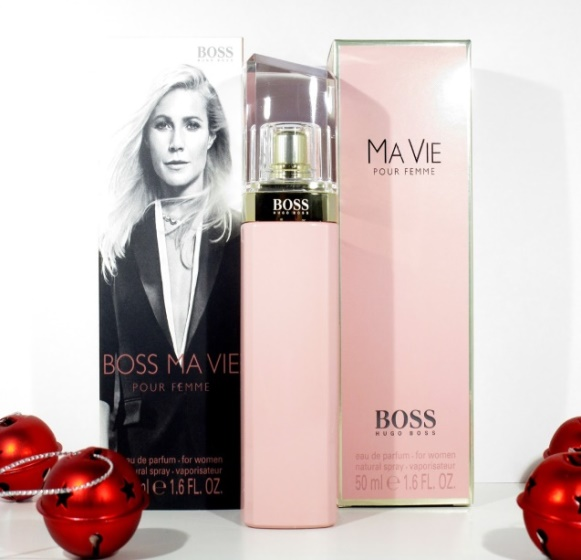 BOSS
HUGO BOSS
BOSS MA VIE
POUR FEMME
eau de parfum - for women
natural spray - vaporisateur
ml e 1.6 FL. OZ.
BOSS
HUGO BOSS
MA VIE
POUR FEMME
BOSS
HUGO BOSS
eau de parfum - for women
natural spray - vaporisateur
50 ml e 1.6 FL. OZ.